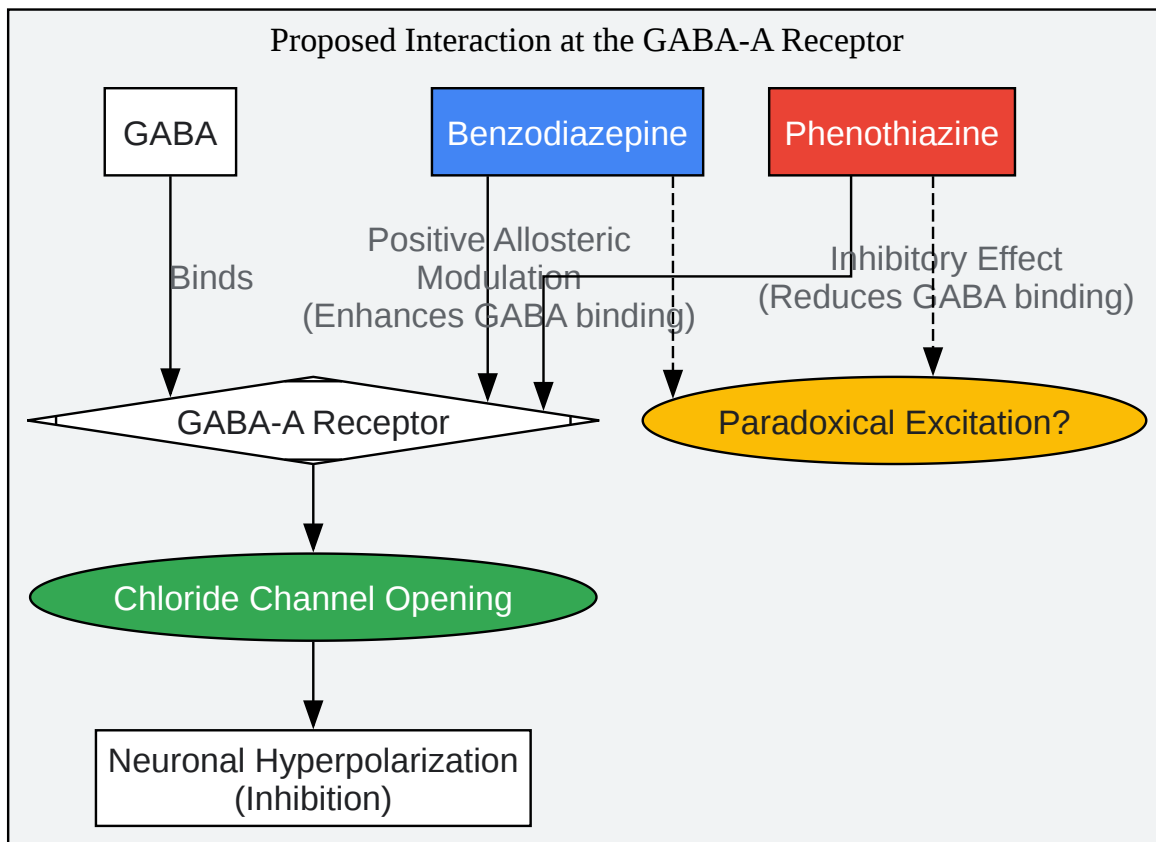 Proposed Interaction at the GABA-A Receptor
GABA
Benzodiazepine
Phenothiazine
Binds
Positive Allosteric
Modulation
(Enhances GABA binding)
Inhibitory Effect
(Reduces GABA binding)
GABA-A Receptor
Paradoxical Excitation?
Chloride Channel Opening
Neuronal Hyperpolarization
(Inhibition)